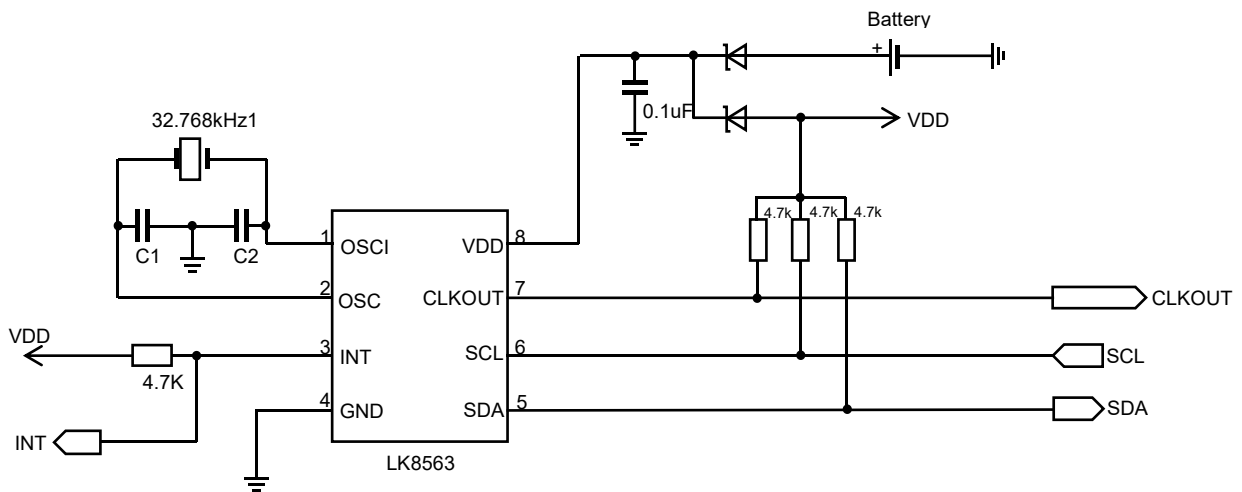 Battery
+
0.1uF
VDD
32.768kHz1
4.7k 4.7k 4.7k
C1 C2
1 OSCI VDD 8
2 OSC CLKOUT 7 CLKOUT
VDD
3 INT SCL 6 SCL
4.7K
4 GND SDA 5 SDA
INT
LK8563